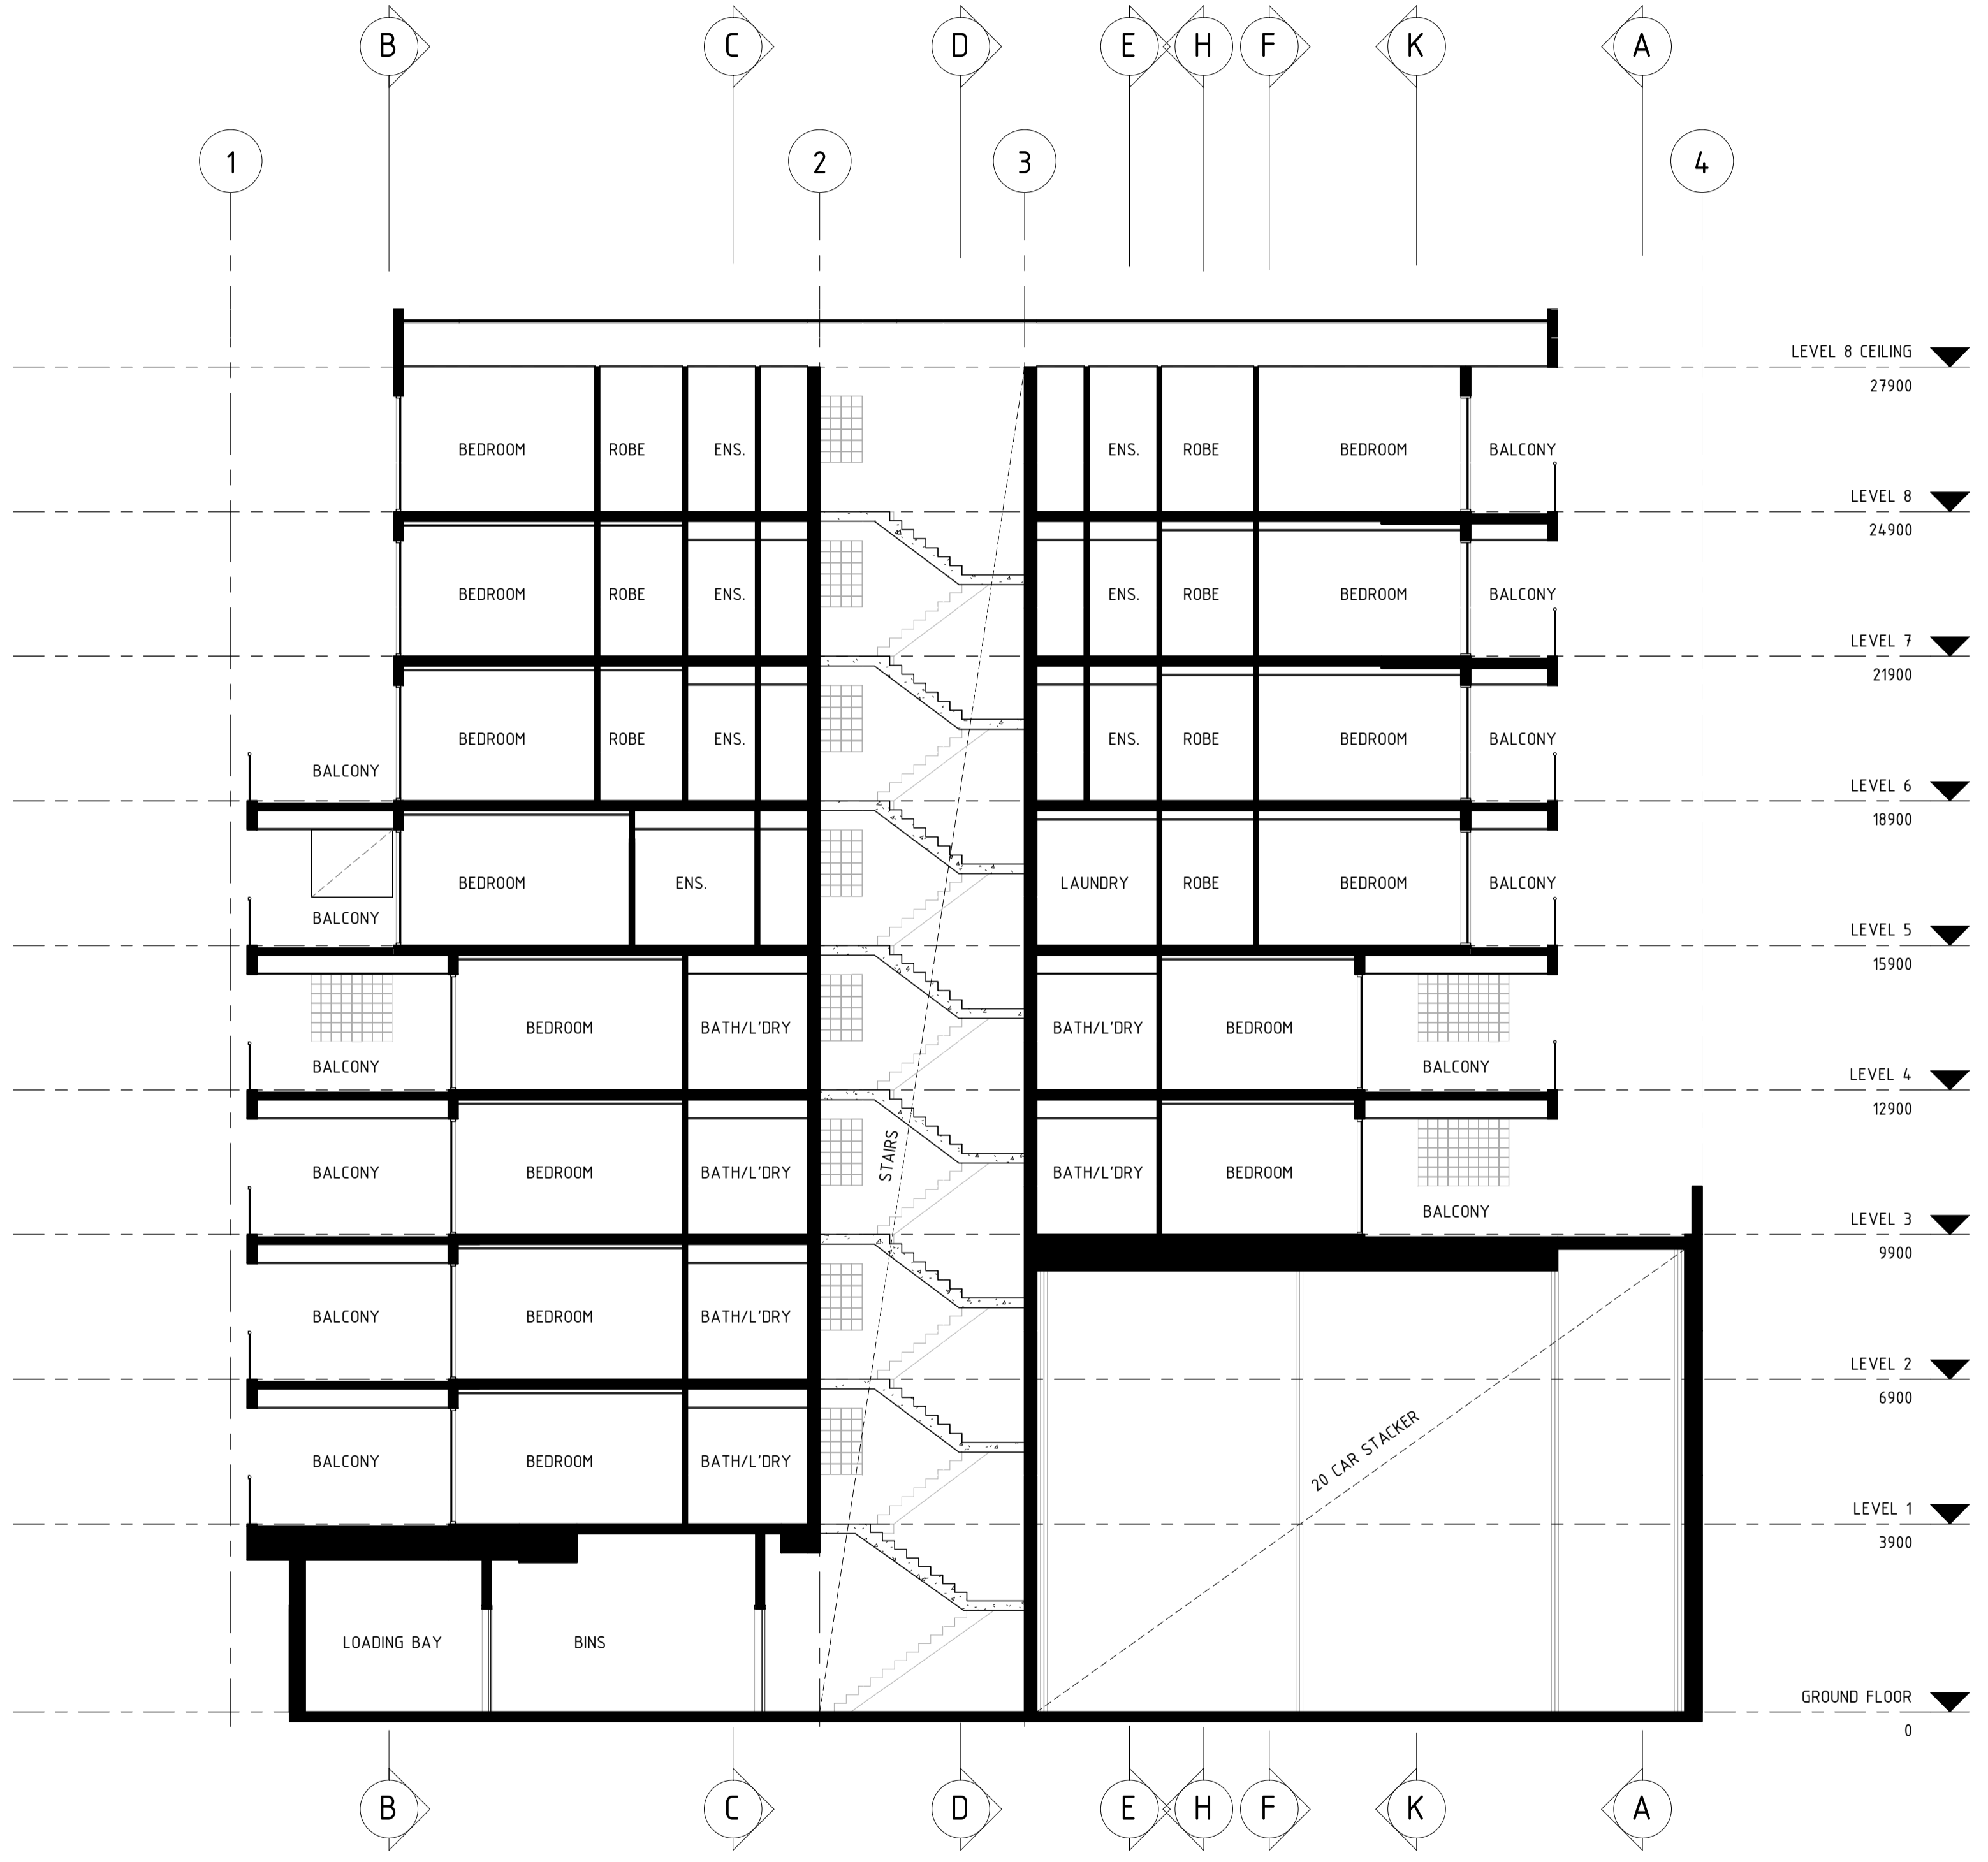 B C D E H F K A
1 2 3 4
LEVEL 8 CEILING
27900
BEDROOM ROBE ENS. ENS. ROBE BEDROOM BALCONY
LEVEL 8
24900
BEDROOM ROBE ENS. ENS. ROBE BEDROOM BALCONY
LEVEL 7
21900
BEDROOM ROBE ENS. ENS. ROBE BEDROOM BALCONY
BALCONY
LEVEL 6
18900
BEDROOM ENS. LAUNDRY ROBE BEDROOM BALCONY
BALCONY
LEVEL 5
15900
BEDROOM BATH/L'DRY BATH/L'DRY BEDROOM
BALCONY BALCONY
LEVEL 4
12900
STAIRS
BALCONY BEDROOM BATH/L'DRY BATH/L'DRY BEDROOM
BALCONY
LEVEL 3
9900
BALCONY BEDROOM BATH/L'DRY
LEVEL 2
6900
20 CAR STACKER
BALCONY BEDROOM BATH/L'DRY
LEVEL 1
3900
LOADING BAY BINS
GROUND FLOOR
0
B C D E H F K A